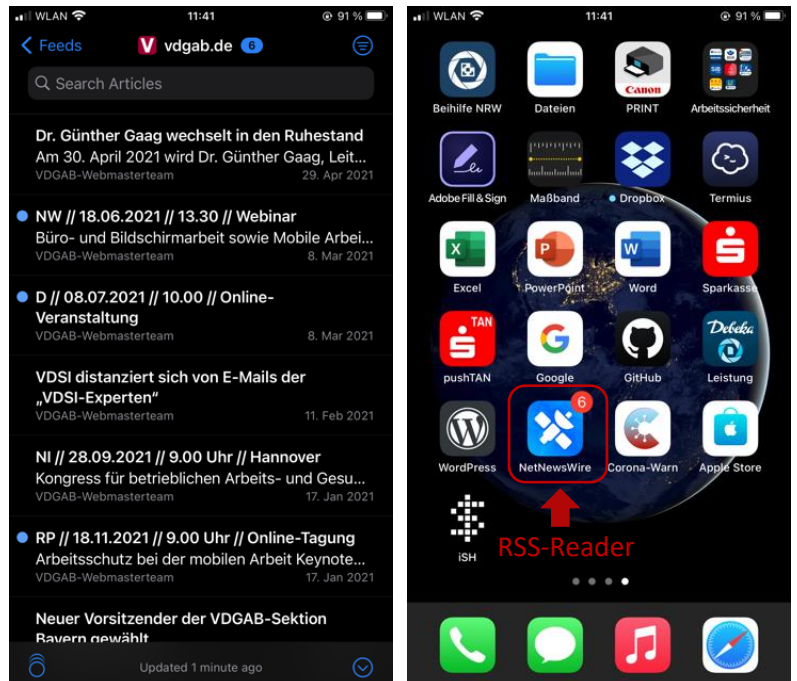 WLAN 11:41 91 %
Feeds vdgab.de 6
Search Articles
Dr. Günther Gaag wechselt in den Ruhestand
Am 30. April 2021 wird Dr. Günther Gaag, Leit...
VDGAB-Webmasterteam 29. Apr 2021
NW // 18.06.2021 // 13.30 // Webinar
Büro- und Bildschirmarbeit sowie Mobile Arbei...
VDGAB-Webmasterteam 8. Mar 2021
D // 08.07.2021 // 10.00 // Online-
Veranstaltung
VDGAB-Webmasterteam 8. Mar 2021
VDSI distanziert sich von E-Mails der
„VDSI-Experten“
VDGAB-Webmasterteam 11. Feb 2021
NI // 28.09.2021 // 9.00 Uhr // Hannover
Kongress für betrieblichen Arbeits- und Gesu...
VDGAB-Webmasterteam 17. Jan 2021
RP // 18.11.2021 // 9.00 Uhr // Online-Tagung
Arbeitsschutz bei der mobilen Arbeit Keynote...
VDGAB-Webmasterteam 17. Jan 2021
Neuer Vorsitzender der VDGAB-Sektion
Bayern gewählt
Updated 1 minute ago
WLAN 11:41 91 %
Canon
Beihilfe NRW Dateien PRINT Arbeitssicherheit
Adobe Fill & Sign Maßband Dropbox Termius
X P W
Excel PowerPoint Word Sparkasse
TAN G Debeka
pushTAN Google GitHub Leistung
6
WordPress NetNewsWire Corona-Warn Apple Store
iSH
RSS-Reader